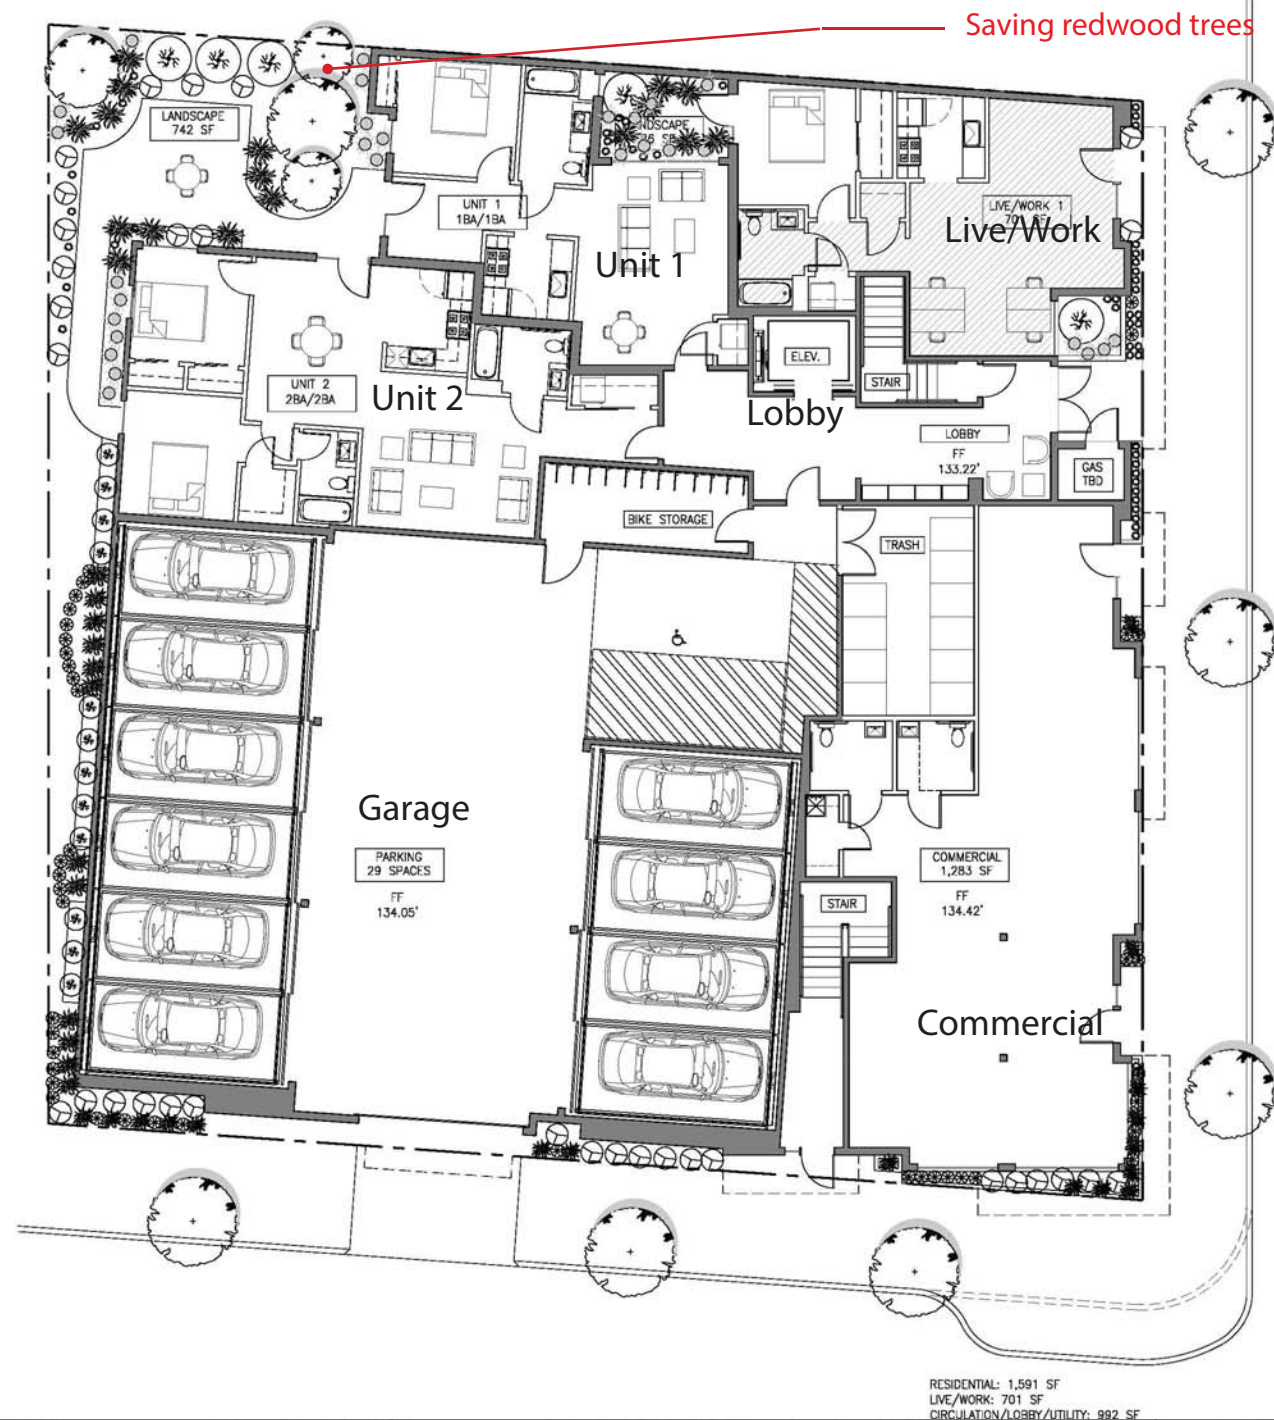 Saving redwood trees
LANDSCAPE
742 SF
UNIT 1
1BA/1BA
Unit 1
LIVE/WORK 1
Live/Work
ELEV.
STAIR
UNIT 2
2BA/2BA
Unit 2
Lobby
LOBBY
FF
133.22'
GAS
TBD
BIKE STORAGE
TRASH
Garage
PARKING
29 SPACES
FF
134.05'
COMMERCIAL
1,283 SF
FF
134.42'
STAIR
Commercial
RESIDENTIAL: 1,591 SF
LIVE/WORK: 701 SF
CIRCULATION/LOBBY/UTILITY: 992 SF